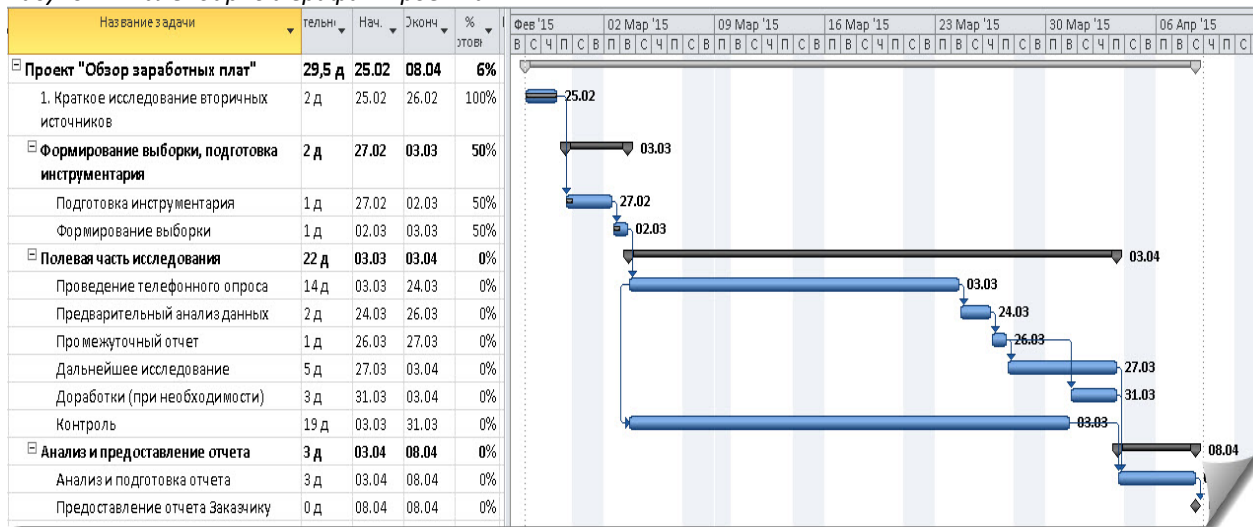 Название задачи тельн Нач. Оконч % отовн
Фев '15 02 Мар '15 09 Мар '15 16 Мар '15 23 Мар '15 30 Мар '15 06 Апр '15
В С Ч П С В П В С Ч П С В П В С Ч П С В П В С Ч П С В П В С Ч П С В П В С Ч П С В П В С Ч П С
Проект "Обзор заработных плат" 29,5 д 25.02 08.04 6%
1. Краткое исследование вторичных 2 д 25.02 26.02 100% 25.02
источников
Формирование выборки, подготовка 2 д 27.02 03.03 50% 03.03
инструментария
Подготовка инструментария 1 д 27.02 02.03 50% 27.02
Формирование выборки 1 д 02.03 03.03 50% 02.03
Полевая часть исследования 22 д 03.03 03.04 0% 03.04
Проведение телефонного опроса 14 д 03.03 24.03 0% 03.03
Предварительный анализ данных 2 д 24.03 26.03 0% 24.03
Промежуточный отчет 1 д 26.03 27.03 0% 26.03
Дальнейшее исследование 5 д 27.03 03.04 0% 27.03
Доработки (при необходимости) 3 д 31.03 03.04 0% 31.03
Контроль 19 д 03.03 31.03 0% 03.03
Анализ и предоставление отчета 3 д 03.04 08.04 0% 08.04
Анализ и подготовка отчета 3 д 03.04 08.04 0%
Предоставление отчета Заказчику 0 д 08.04 08.04 0%